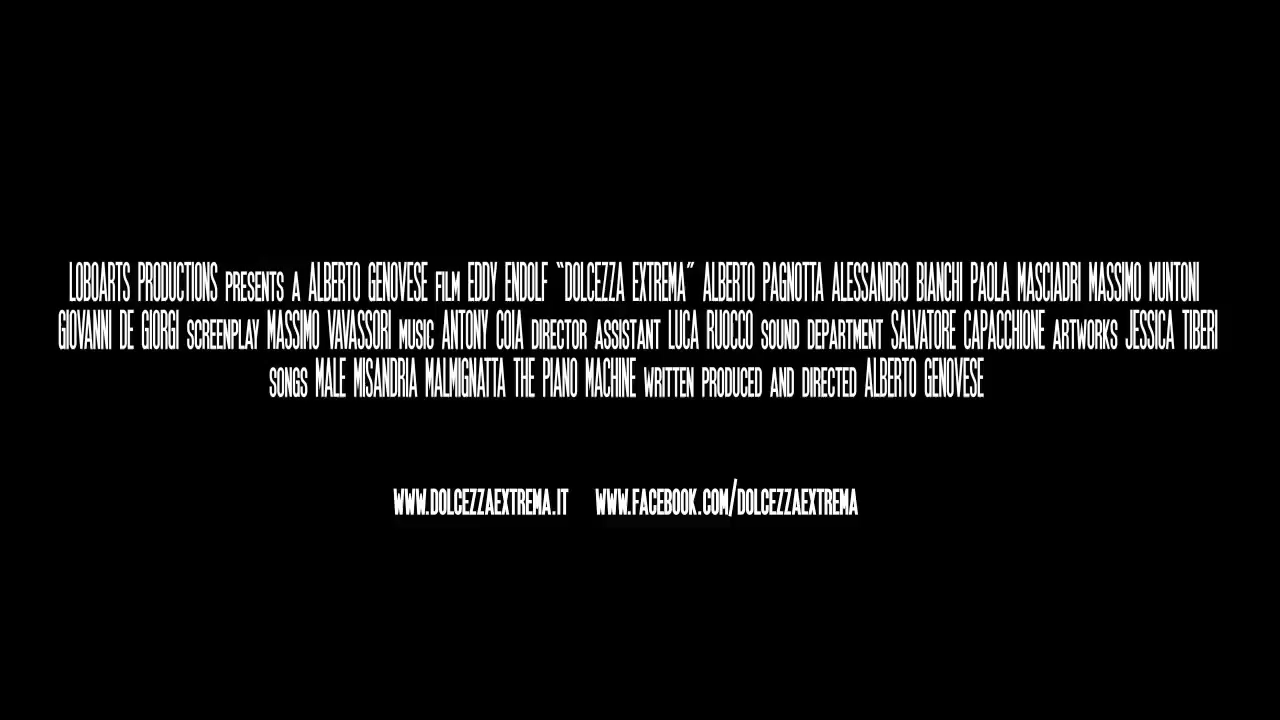 LOBOARTS PRODUCTIONS PRESENTS A ALBERTO GENOVESE FILM EDDY ENDOLF "DOLCEZZA EXTREMA" ALBERTO PAGNOTTA ALESSANDRO BIANCHI PAOLA MASCIADRI MASSIMO MUNTONI
GIOVANNI DE GIORGI SCREENPLAY MASSIMO VAVASSORI MUSIC ANTONY COIA DIRECTOR ASSISTANT LUCA RUOCCO SOUND DEPARTMENT SALVATORE CAPACCHIONE ARTWORKS JESSICA TIBERI
SONGS MALE MISANDRIA MALMIGNATTA THE PIANO MACHINE WRITTEN PRODUCED AND DIRECTED ALBERTO GENOVESE
WWW.DOLCEZZAEXTREMA.IT WWW.FACEBOOK.COM/DOLCEZZAEXTREMA